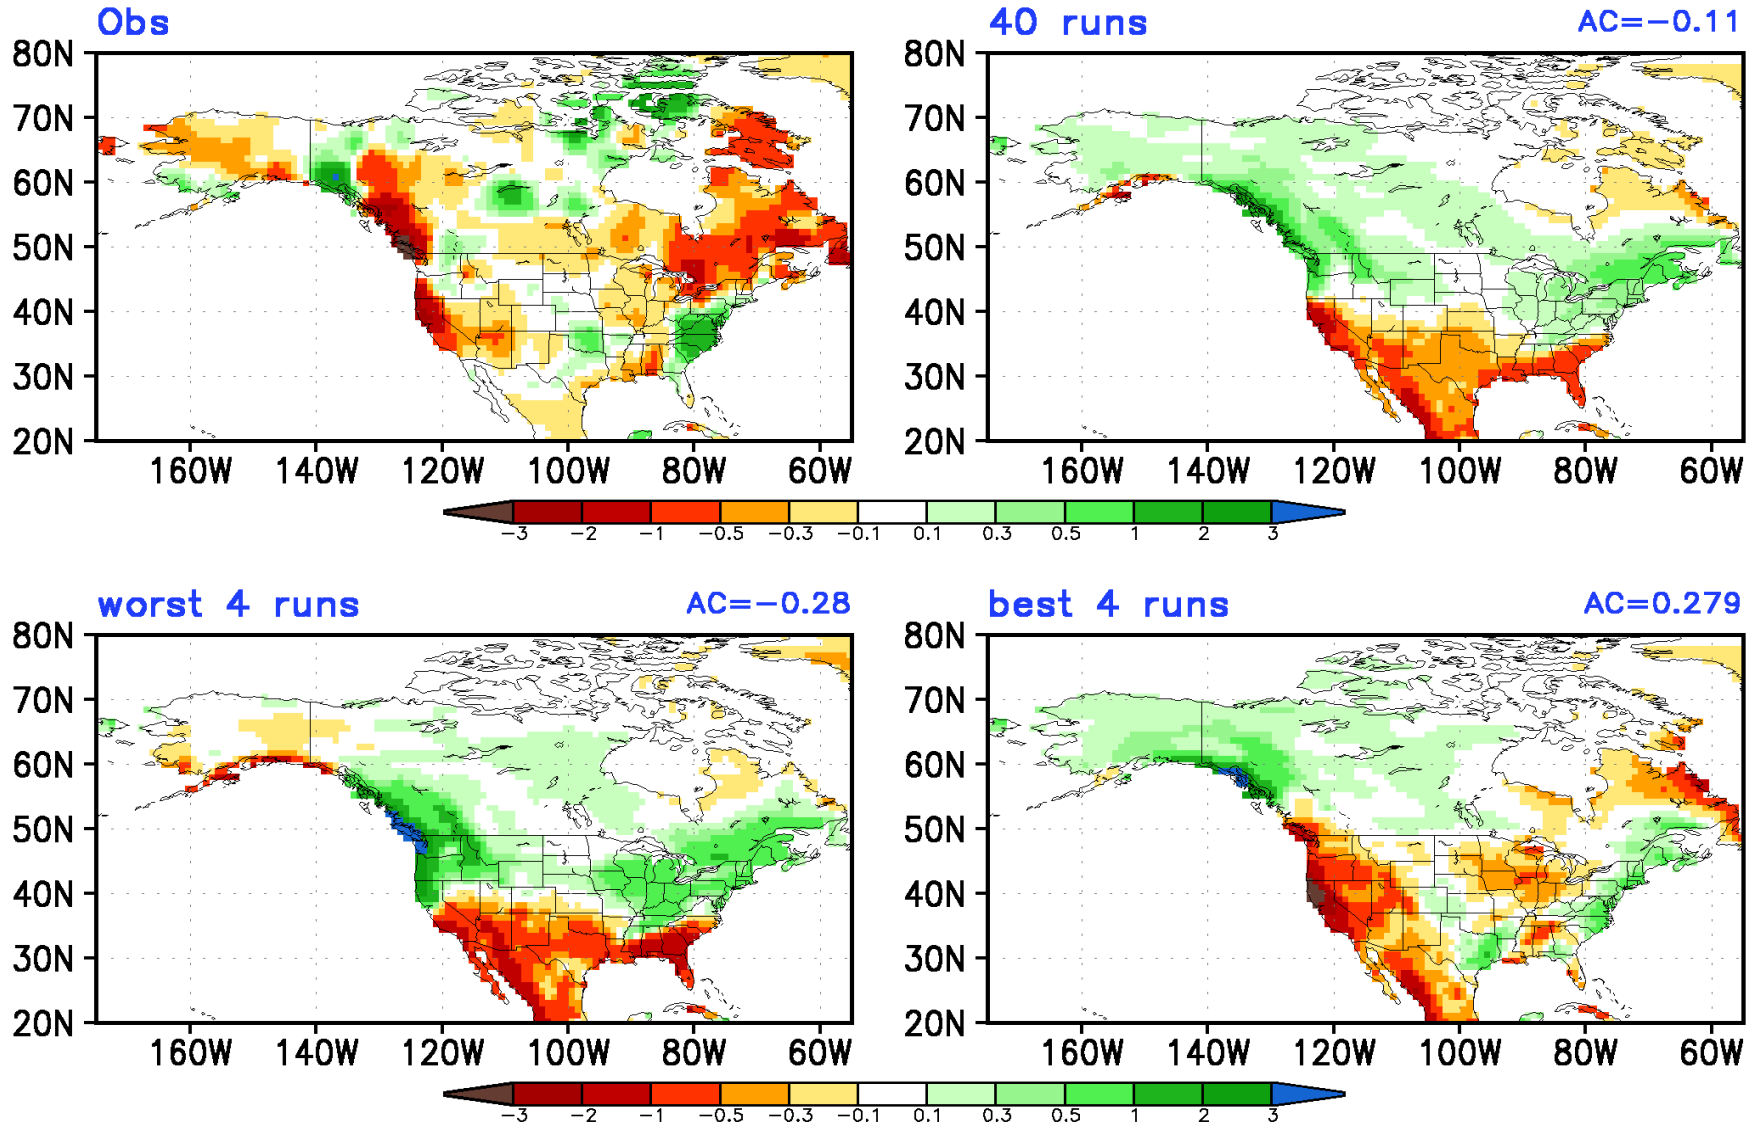 Obs
40 runs AC=−0.11
80N 80N
70N 70N
60N 60N
50N 50N
40N 40N
30N 30N
20N 20N
160W 140W 120W 100W 80W 60W 160W 140W 120W 100W 80W 60W
−3 −2 −1 −0.5 −0.3 −0.1 0.1 0.3 0.5 1 2 3
worst 4 runs AC=−0.28
best 4 runs AC=0.279
80N 80N
70N 70N
60N 60N
50N 50N
40N 40N
30N 30N
20N 20N
160W 140W 120W 100W 80W 60W 160W 140W 120W 100W 80W 60W
−3 −2 −1 −0.5 −0.3 −0.1 0.1 0.3 0.5 1 2 3